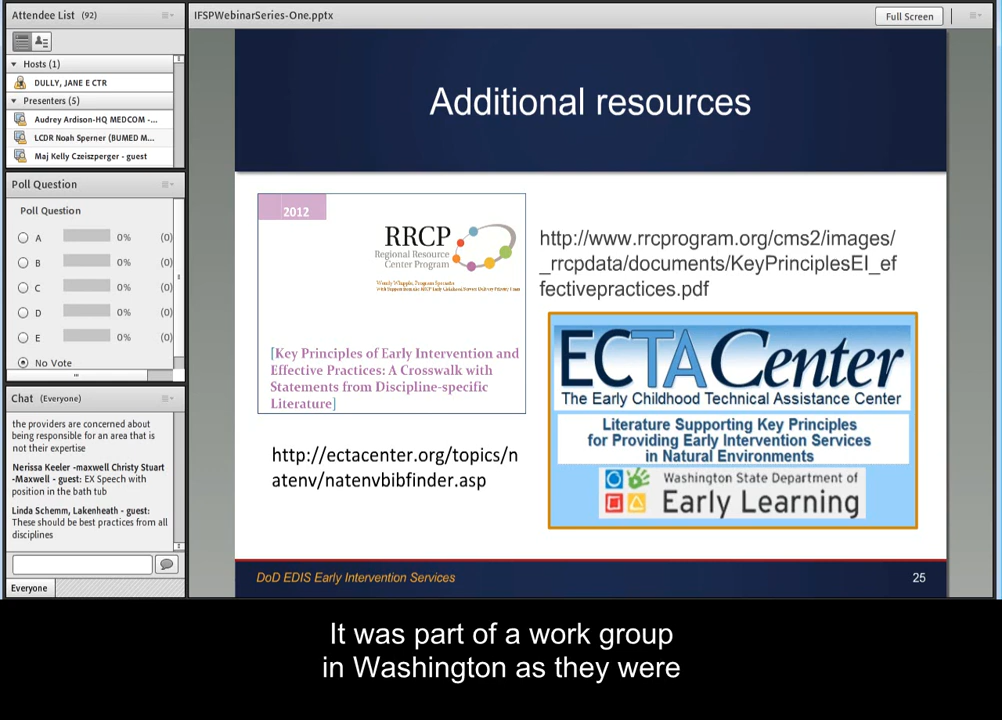 Attendee List (92)
Hosts (1)
DULLY, JANE E CTR
Presenters (5)
Audrey Ardison-HQ MEDCOM -...
LCDR Noah Sperner (BUMED M...
Maj Kelly Czeiszperger - guest
Poll Question
Poll Question
A 0% (0)
B 0% (0)
C 0% (0)
D 0% (0)
E 0% (0)
No Vote
Chat (Everyone)
the providers are concerned about
being responsible for an area that is
not their expertise
Nerissa Keeler -maxwell Christy Stuart
-Maxwell - guest: EX Speech with
position in the bath tub
Linda Schemm, Lakenheath - guest:
These should be best practices from all
disciplines
Everyone
IFSPWebinarSeries-One.pptx
Full Screen
Additional resources
2012
RRCP
Regional Resource
Center Program
Wendy Whipple, Program Specialist
[Key Principles of Early Intervention and
Effective Practices: A Crosswalk with
Statements from Discipline-specific
Literature]
http://ectacenter.org/topics/n
atenv/natenvbibfinder.asp
http://www.rrcprogram.org/cms2/images/
_rrcpdata/documents/KeyPrinciplesEI_ef
fectivepractices.pdf
ECTACenter
The Early Childhood Technical Assistance Center
Literature Supporting Key Principles
for Providing Early Intervention Services
in Natural Environments
Washington State Department of
Early Learning
DoD EDIS Early Intervention Services
25
It was part of a work group
in Washington as they were